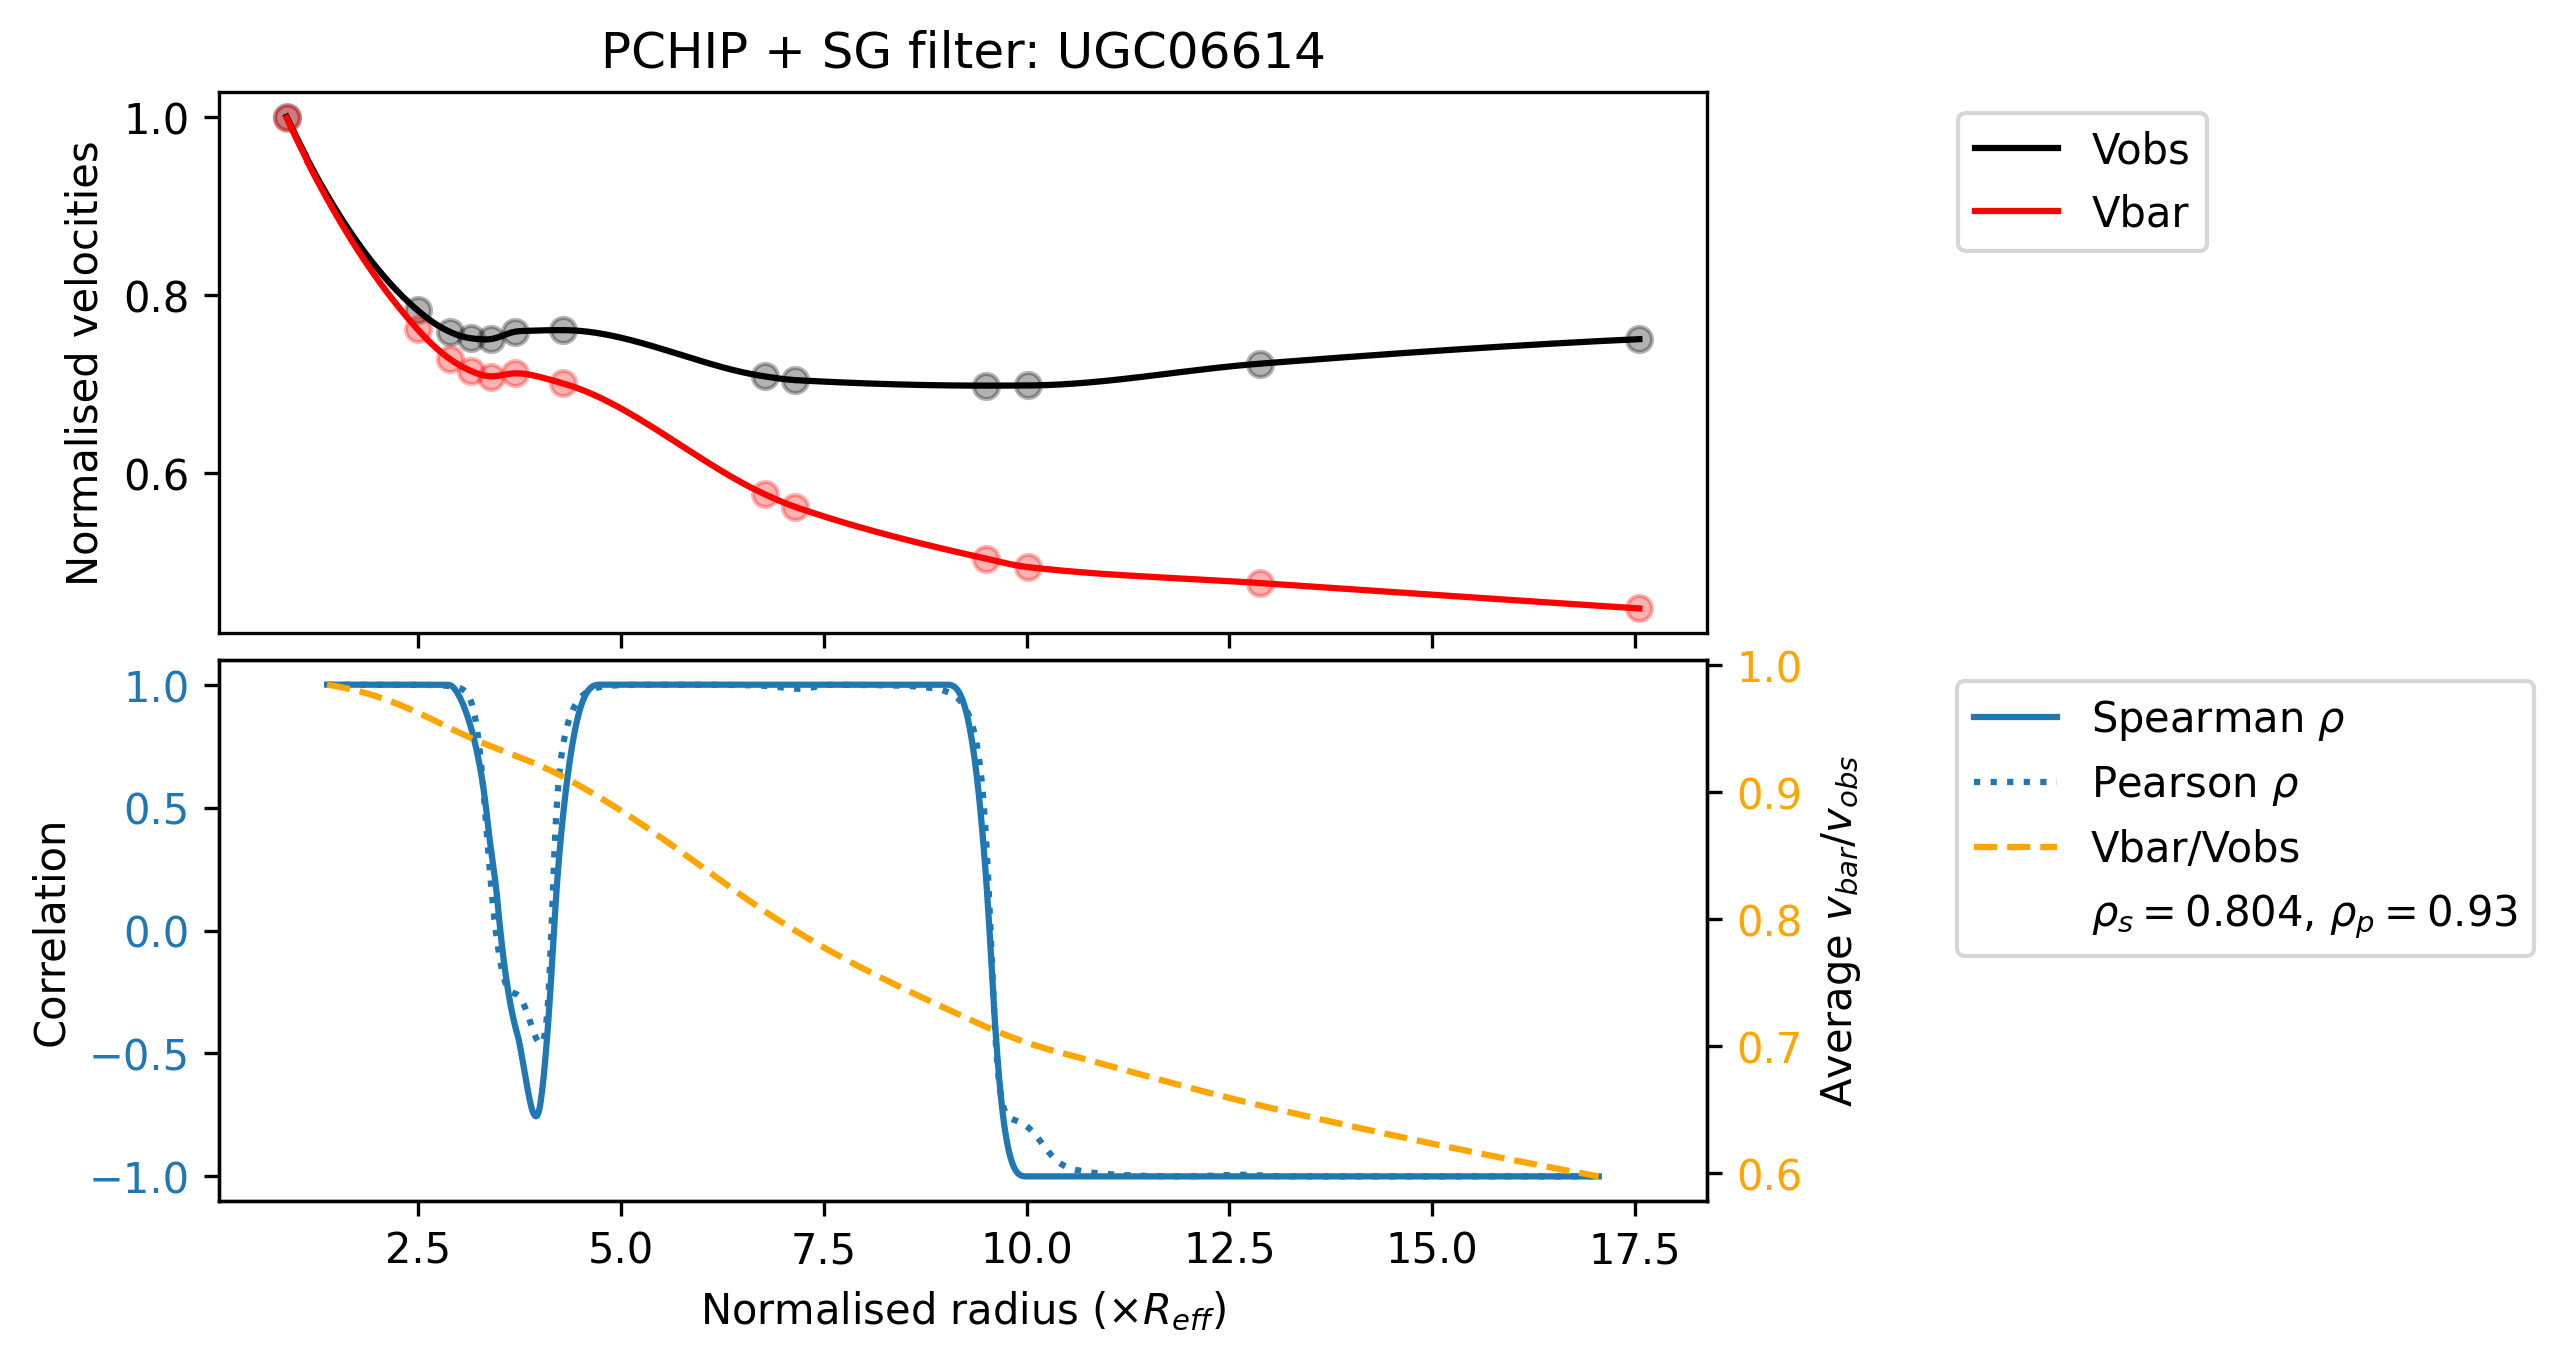 PCHIP + SG filter: UGC06614
Normalised velocities
1.0
0.8
0.6
Vobs
Vbar
Correlation
1.0
0.5
0.0
−0.5
−1.0
1.0
0.9
0.8
0.7
0.6
Average v_bar/v_obs
2.5 5.0 7.5 10.0 12.5 15.0 17.5
Normalised radius (×R_eff)
Spearman ρ
Pearson ρ
Vbar/Vobs
ρ_s = 0.804, ρ_p = 0.93